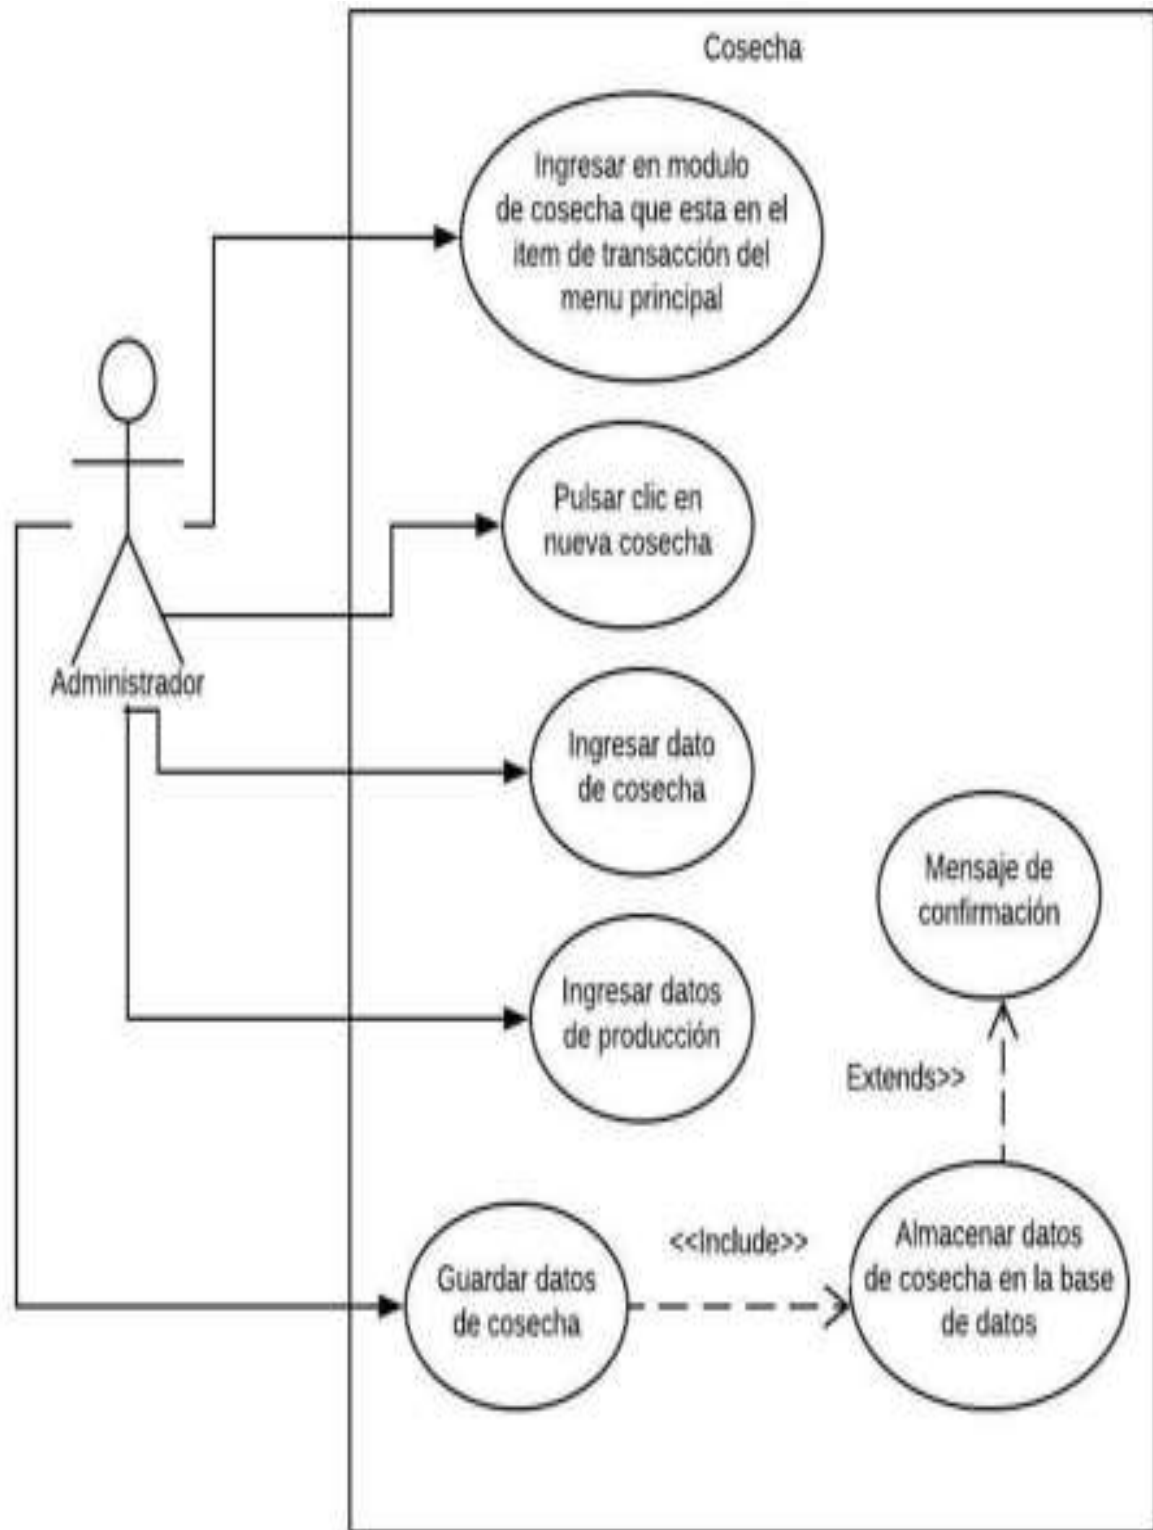 Cosecha
Ingresar en modulo
de cosecha que esta en el
item de transacción del
menu principal
Pulsar clic en
nueva cosecha
Administrador
Ingresar dato
de cosecha
Mensaje de
confirmación
Ingresar datos
de producción
Extends>>
<<Include>>
Almacenar datos
de cosecha en la base
de datos
Guardar datos
de cosecha